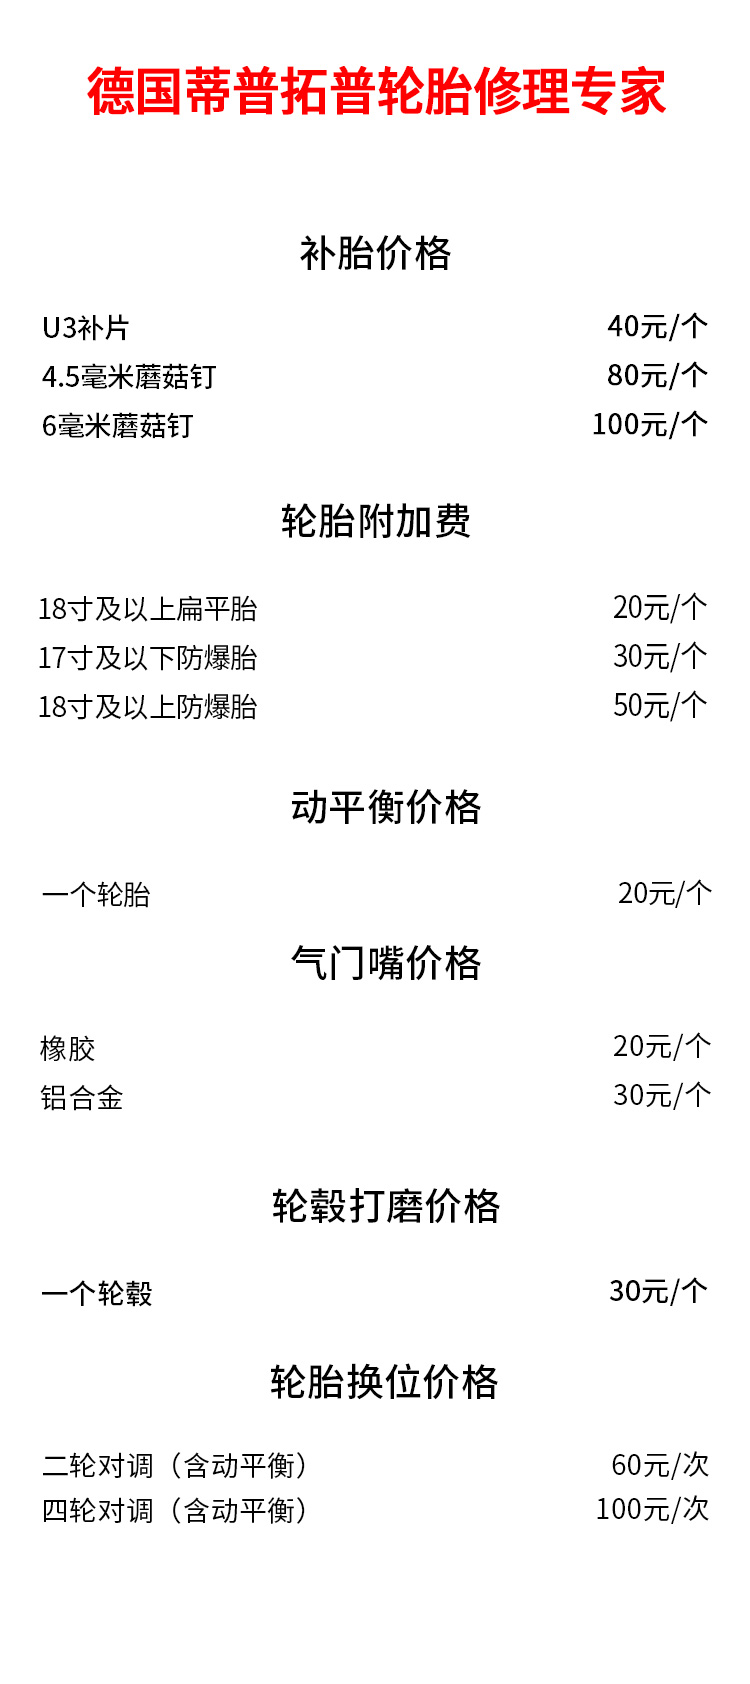 德国蒂普拓普轮胎修理专家
补胎价格
U3补片 40元/个
4.5毫米蘑菇钉 80元/个
6毫米蘑菇钉 100元/个
轮胎附加费
18寸及以上扁平胎 20元/个
17寸及以下防爆胎 30元/个
18寸及以上防爆胎 50元/个
动平衡价格
一个轮胎 20元/个
气门嘴价格
橡胶 20元/个
铝合金 30元/个
轮毂打磨价格
一个轮毂 30元/个
轮胎换位价格
二轮对调（含动平衡） 60元/次
四轮对调（含动平衡） 100元/次